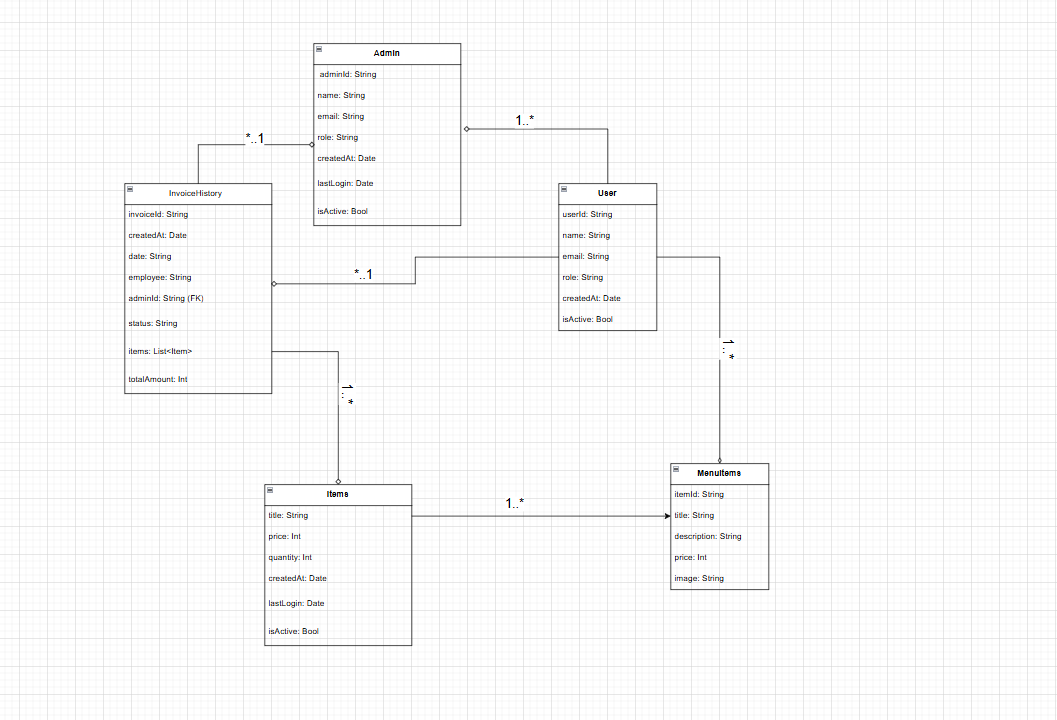 Admin
adminId: String
name: String
email: String
role: String
createdAt: Date
lastLogin: Date
isActive: Bool
*..1
1..*
InvoiceHistory
invoiceId: String
createdAt: Date
date: String
employee: String
adminId: String (FK)
status: String
items: List<Item>
totalAmount: Int
User
userId: String
name: String
email: String
role: String
createdAt: Date
isActive: Bool
*..1
1..*
1..*
Items
title: String
price: Int
quantity: Int
createdAt: Date
lastLogin: Date
isActive: Bool
1..*
MenuItems
itemId: String
title: String
description: String
price: Int
image: String